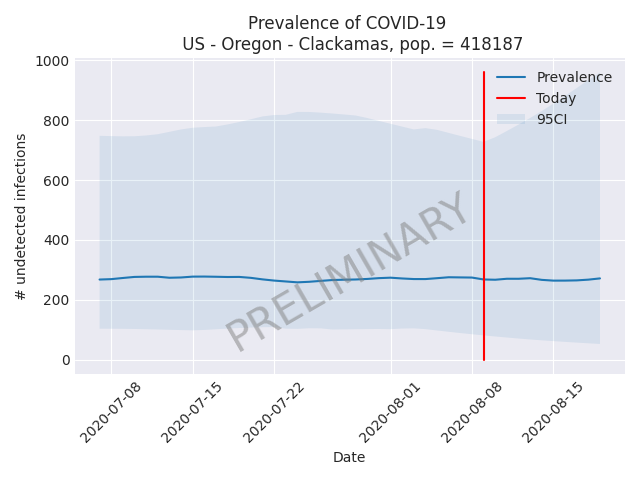 Prevalence of COVID-19
US - Oregon - Clackamas, pop. = 418187
Prevalence
Today
95CI
1000
800
600
400
200
0
# undetected infections
PRELIMINARY
2020-07-08
2020-07-15
2020-07-22
2020-08-01
2020-08-08
2020-08-15
Date